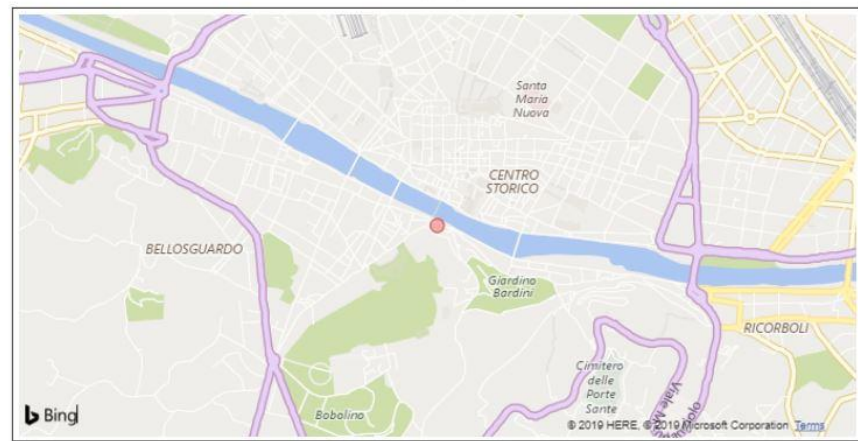 Santa
Maria
Nuova
CENTRO
STORICO
BELLOSGUARDO
Giardino
Bardini
RICORBOLI
Cimitero
delle
Porte
Sante
Viale M
Bobolino
Bing
© 2019 HERE, © 2019 Microsoft Corporation Terms